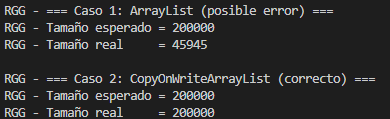 RGG - === Caso 1: ArrayList (posible error) ===
RGG - Tamaño esperado = 200000
RGG - Tamaño real     = 45945

RGG - === Caso 2: CopyOnWriteArrayList (correcto) ===
RGG - Tamaño esperado = 200000
RGG - Tamaño real     = 200000